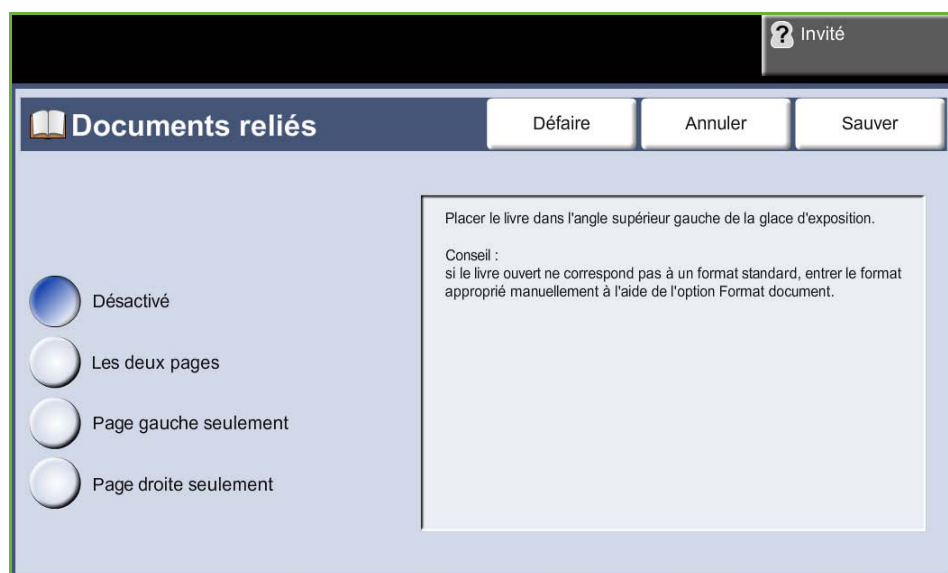 Invité
Documents reliés
Défaire
Annuler
Sauver
Placer le livre dans l'angle supérieur gauche de la glace d'exposition.
Conseil :
si le livre ouvert ne correspond pas à un format standard, entrer le format
approprié manuellement à l'aide de l'option Format document.
Désactivé
Les deux pages
Page gauche seulement
Page droite seulement